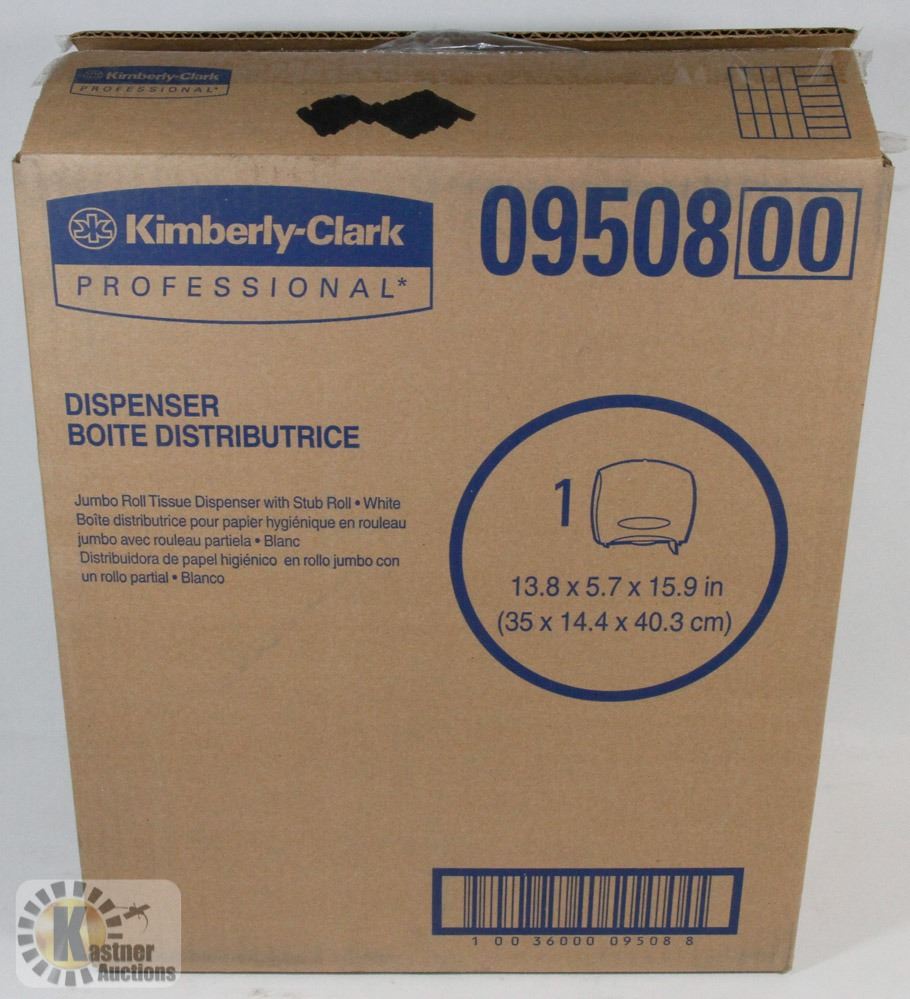 Kimberly-Clark
PROFESSIONAL*
Kimberly-Clark
PROFESSIONAL*
09508 00
DISPENSER
BOITE DISTRIBUTRICE
Jumbo Roll Tissue Dispenser with Stub Roll • White
Boîte distributrice pour papier hygiénique en rouleau
jumbo avec rouleau partiela • Blanc
Distribuidora de papel higiénico en rollo jumbo con
un rollo partial • Blanco
1
13.8 x 5.7 x 15.9 in
(35 x 14.4 x 40.3 cm)
1 00 36000 09508 8
Kastner
Auctions